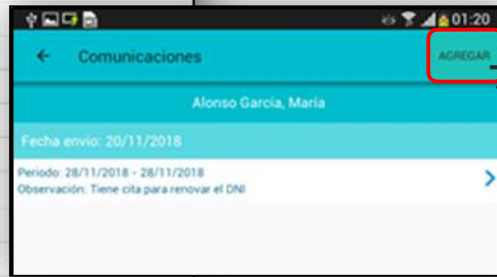 01:20
Comunicaciones AGREGAR
Alonso García, María
Fecha envio: 20/11/2018
Periodo: 28/11/2018 - 28/11/2018
Observación: Tiene cita para renovar el DNI